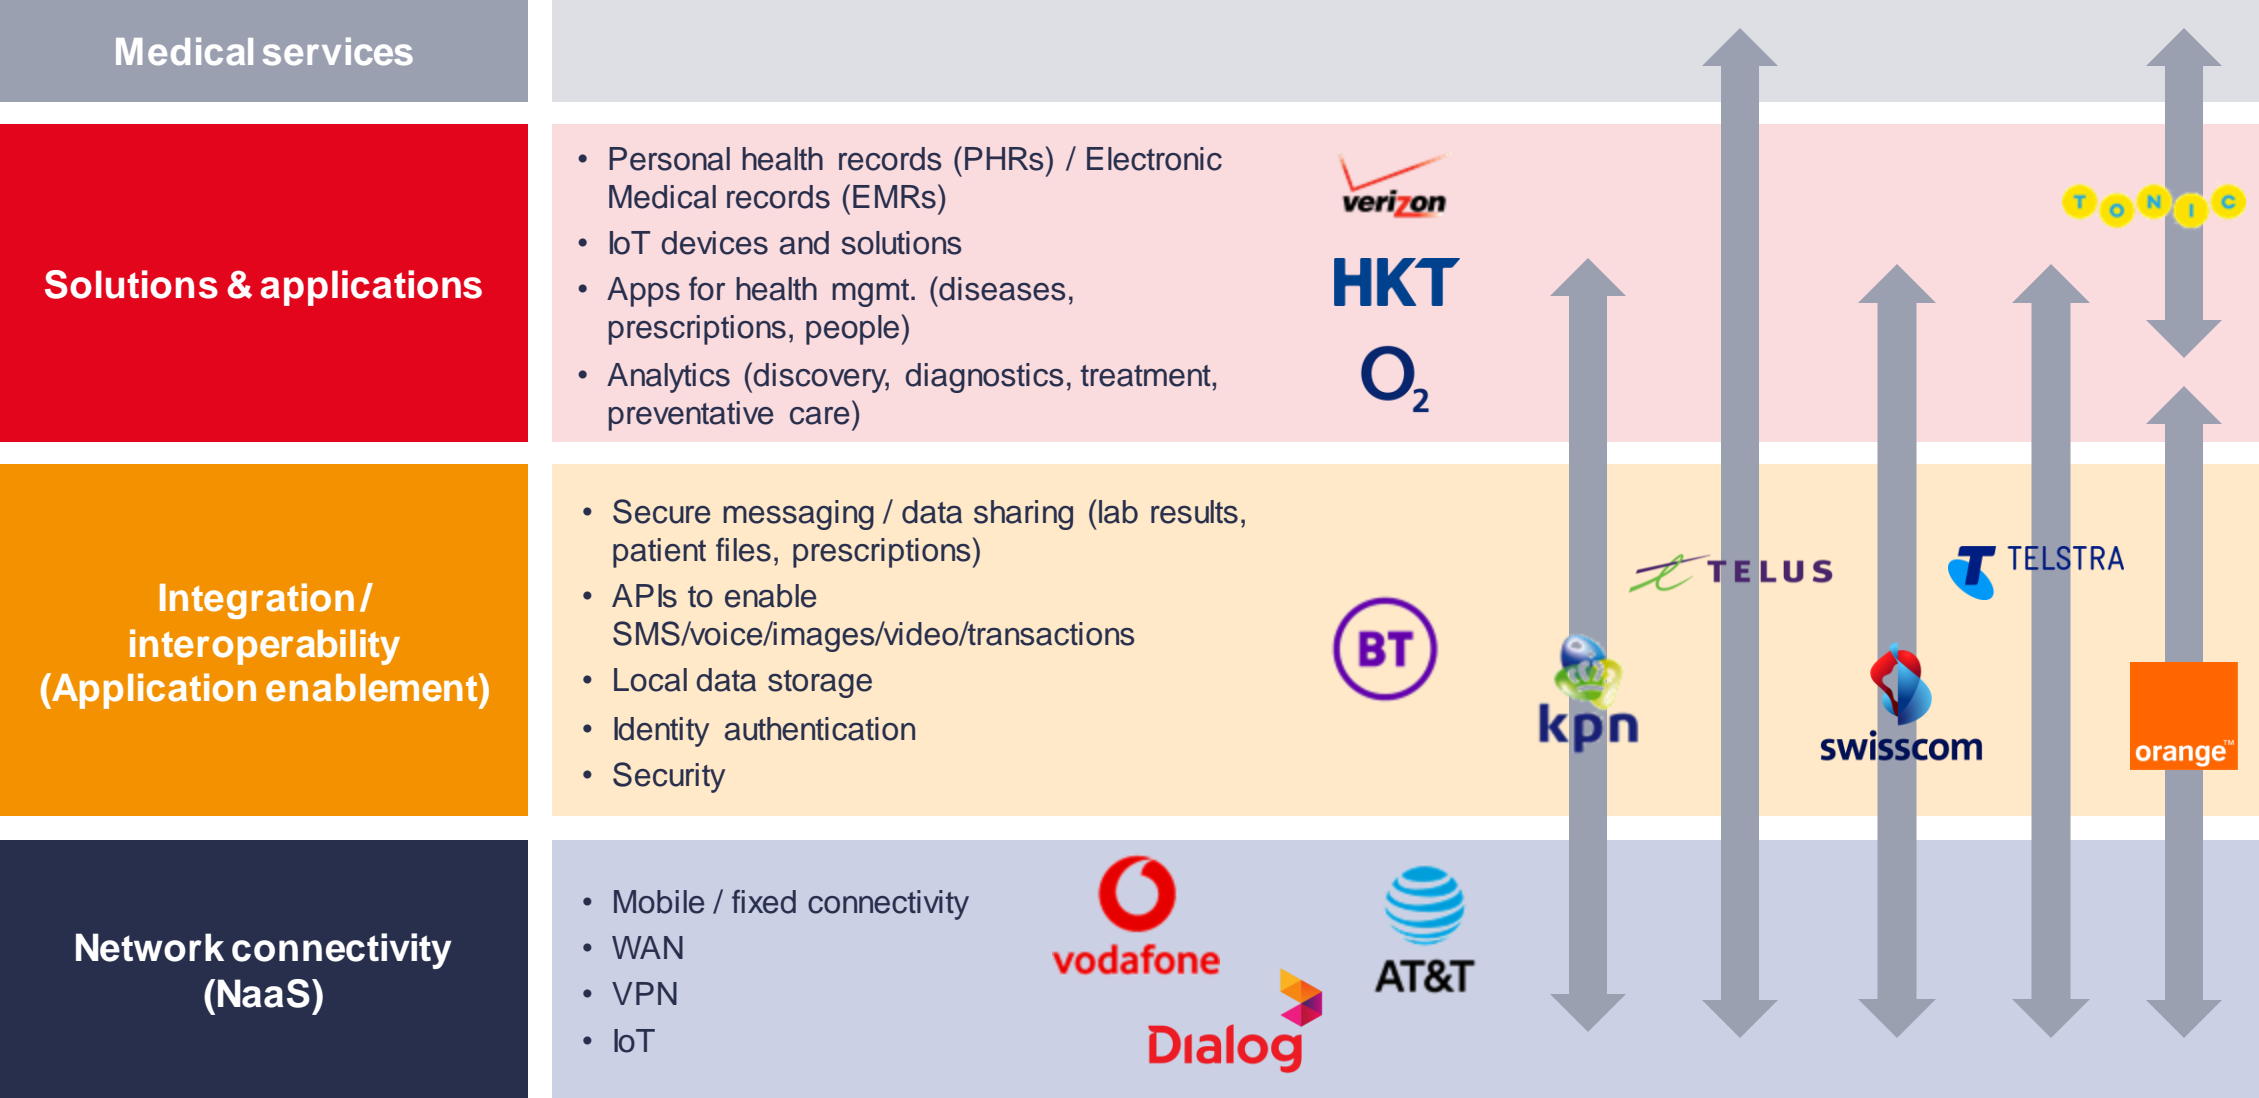 Medical services
Solutions & applications
• Personal health records (PHRs) / Electronic
Medical records (EMRs)
• IoT devices and solutions
• Apps for health mgmt. (diseases,
prescriptions, people)
• Analytics (discovery, diagnostics, treatment,
preventative care)
verizon
HKT
O2
TONIC
Integration /
interoperability
(Application enablement)
• Secure messaging / data sharing (lab results,
patient files, prescriptions)
• APIs to enable
SMS/voice/images/video/transactions
• Local data storage
• Identity authentication
• Security
BT
kpn
TELUS
swisscom
TELSTRA
orange™
Network connectivity
(NaaS)
• Mobile / fixed connectivity
• WAN
• VPN
• IoT
vodafone
Dialog
AT&T